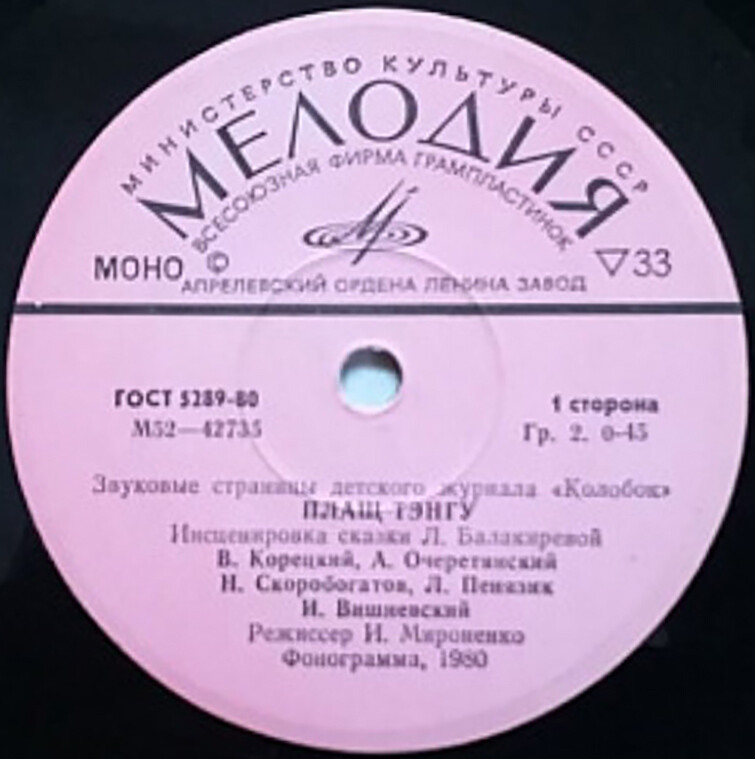 МИНИСТЕРСТВО КУЛЬТУРЫ СССР
МЕЛОДИЯ
ВСЕСОЮЗНАЯ ФИРМА ГРАМПЛАСТИНОК
МОНО © ▽33
АПРЕЛЕВСКИЙ ОРДЕНА ЛЕНИНА ЗАВОД
ГОСТ 5289-80 1 сторона
М52—42735 Гр. 2. 0-45
Звуковые страницы детского журнала «Колобок»
ПЛАЩ ТЭНГУ
Инсценировка сказки Л. Балакиревой
В. Корецкий, А. Очеретянский
Н. Скоробогатов, Л. Пенязик
И. Вишневский
Режиссер И. Мироненко
Фонограмма, 1980